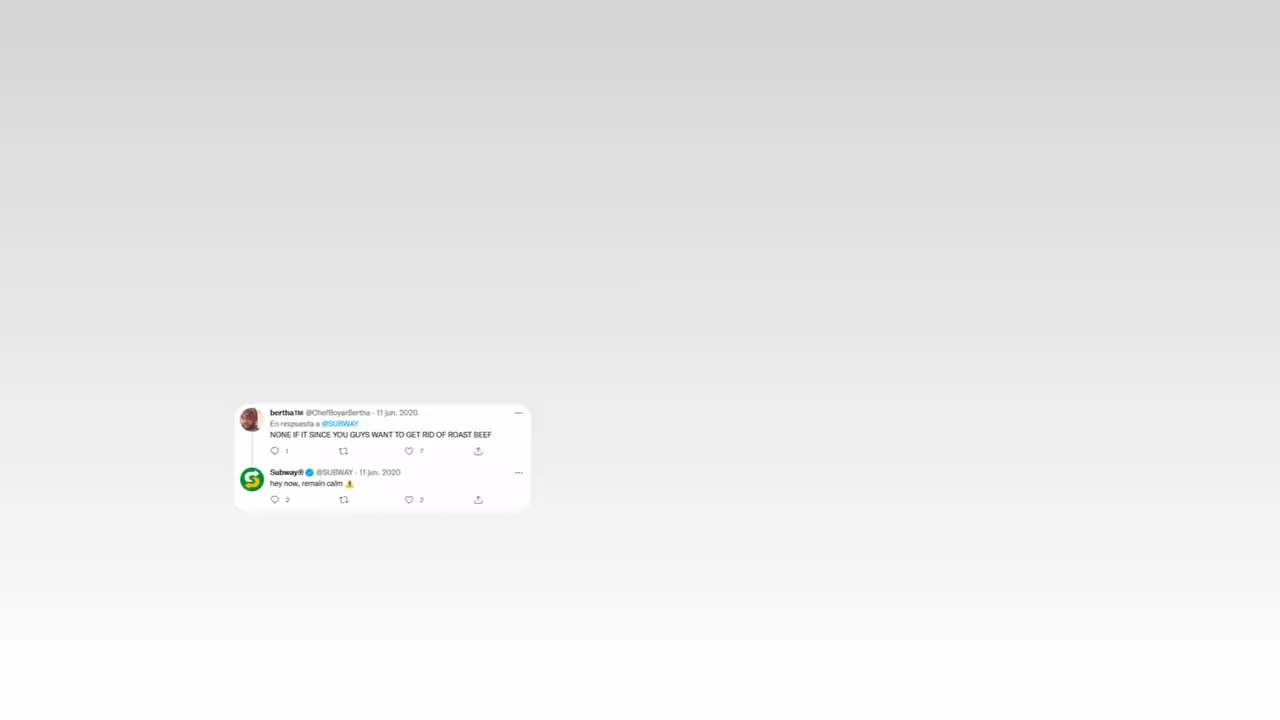 bertha™ @ChefBoyarBertha · 11 jun. 2020
En respuesta a @SUBWAY
NONE IF IT SINCE YOU GUYS WANT TO GET RID OF ROAST BEEF
1 7
Subway® @SUBWAY · 11 jun. 2020
hey now, remain calm ⚠️
2 2